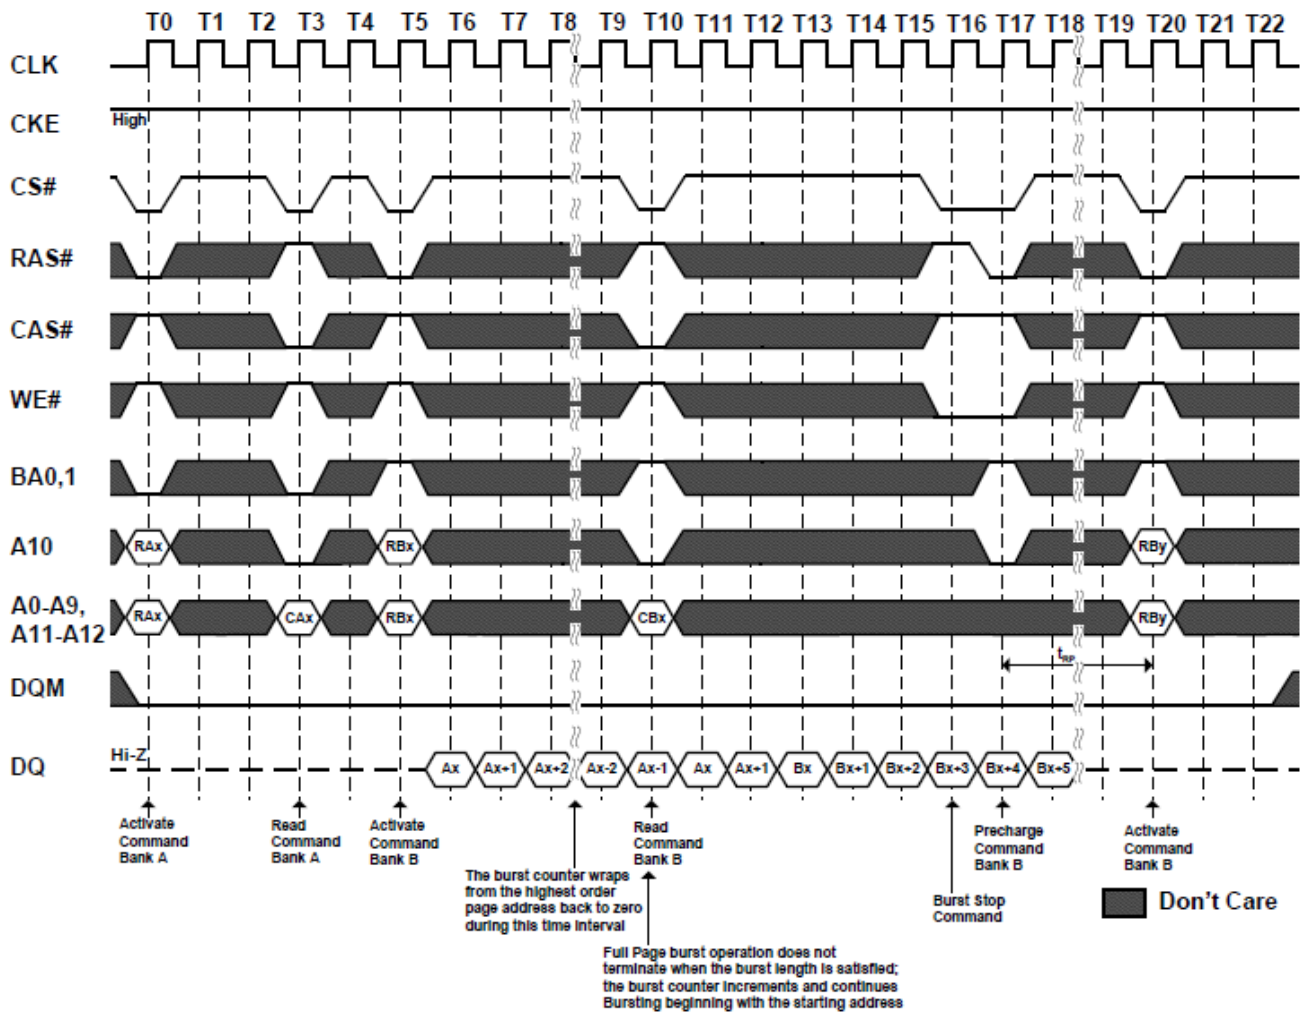 T0 T1 T2 T3 T4 T5 T6 T7 T8 T9 T10 T11 T12 T13 T14 T15 T16 T17 T18 T19 T20 T21 T22
CLK
CKE High
CS#
RAS#
CAS#
WE#
BA0,1
A10 RAx RBx RBy
A0-A9,
A11-A12 RAx CAx RBx CBx RBy
tRP
DQM
Hi-Z
DQ Ax Ax+1 Ax+2 Ax-2 Ax-1 Ax Ax+1 Bx Bx+1 Bx+2 Bx+3 Bx+4 Bx+5
Activate
Command
Bank A
Read
Command
Bank A
Activate
Command
Bank B
Read
Command
Bank B
Precharge
Command
Bank B
Activate
Command
Bank B
The burst counter wraps
from the highest order
page address back to zero
during this time interval
Burst Stop
Command
Don't Care
Full Page burst operation does not
terminate when the burst length is satisfied;
the burst counter increments and continues
Bursting beginning with the starting address